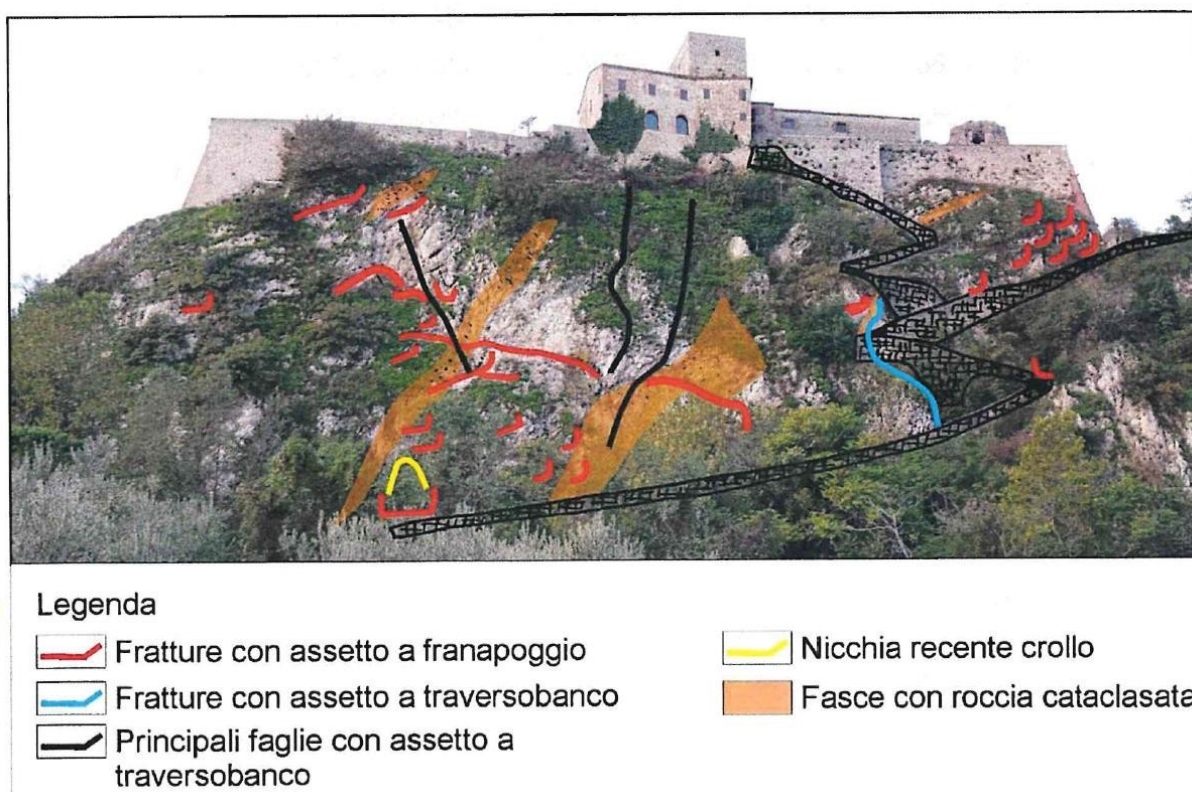 Legenda
Fratture con assetto a franapoggio
Fratture con assetto a traversobanco
Principali faglie con assetto a
traversobanco
Nicchia recente crollo
Fasce con roccia cataclasata